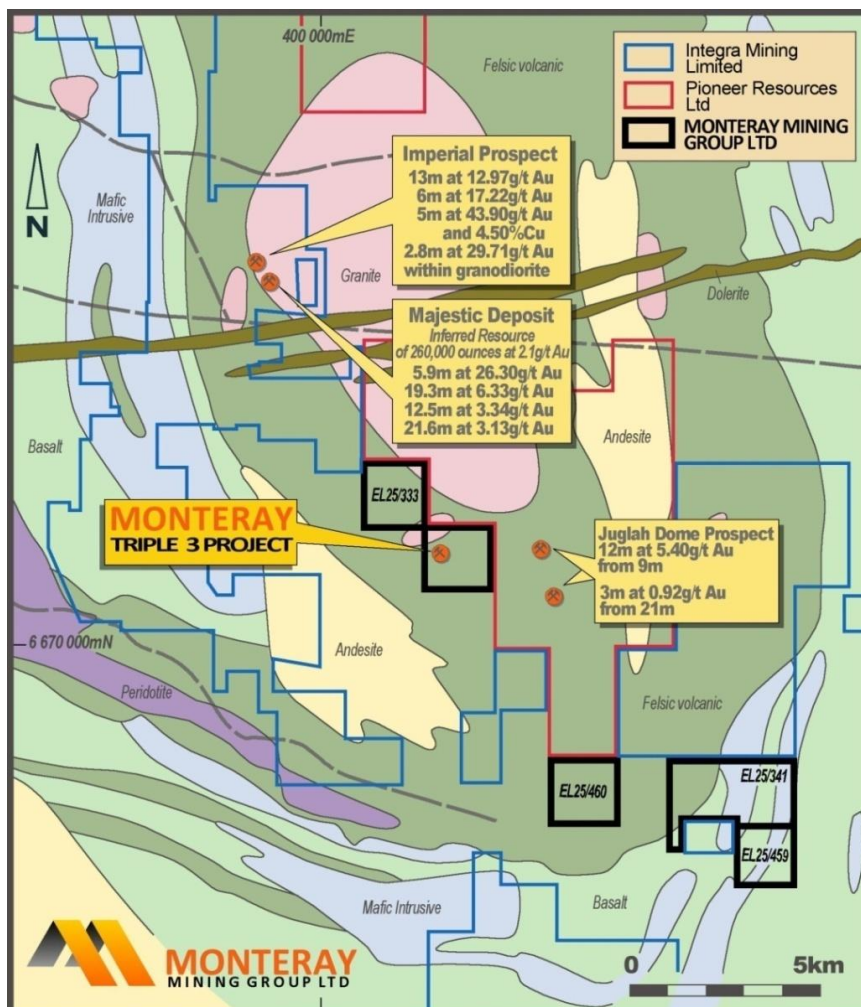 400 000mE
Felsic volcanic
Integra Mining
Limited
Pioneer Resources
Ltd
MONTERAY MINING
GROUP LTD
N
Mafic
Intrusive
Imperial Prospect
13m at 12.97g/t Au
6m at 17.22g/t Au
5m at 43.90g/t Au
and 4.50%Cu
2.8m at 29.71g/t Au
within granodiorite
Granite
Dolerite
Majestic Deposit
Inferred Resource
of 260,000 ounces at 2.1g/t Au
5.9m at 26.30g/t Au
19.3m at 6.33g/t Au
12.5m at 3.34g/t Au
21.6m at 3.13g/t Au
Basalt
Andesite
EL25/333
MONTERAY
TRIPLE 3 PROJECT
Juglah Dome Prospect
12m at 5.40g/t Au
from 9m
3m at 0.92g/t Au
from 21m
6 670 000mN
Andesite
Peridotite
Felsic volcanic
EL25/460
EL25/341
EL25/459
Mafic Intrusive
Basalt
MONTERAY
MINING GROUP LTD
0
5km